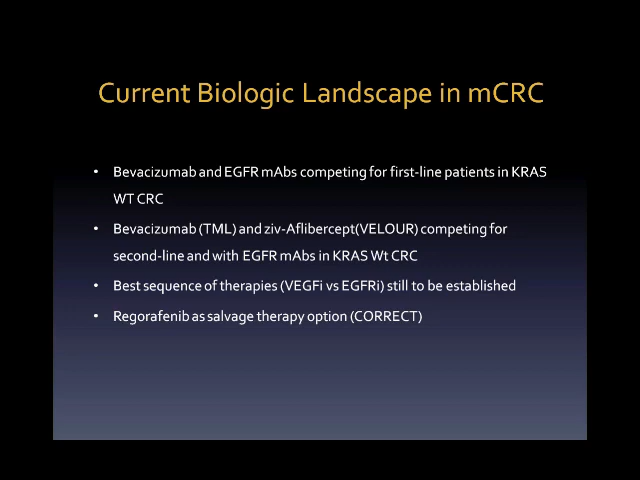 Current Biologic Landscape in mCRC
• Bevacizumab and EGFR mAbs competing for first-line patients in KRAS
WT CRC
• Bevacizumab (TML) and ziv-Aflibercept(VELOUR) competing for
second-line and with EGFR mAbs in KRAS Wt CRC
• Best sequence of therapies (VEGFi vs EGFRi) still to be established
• Regorafenib as salvage therapy option (CORRECT)